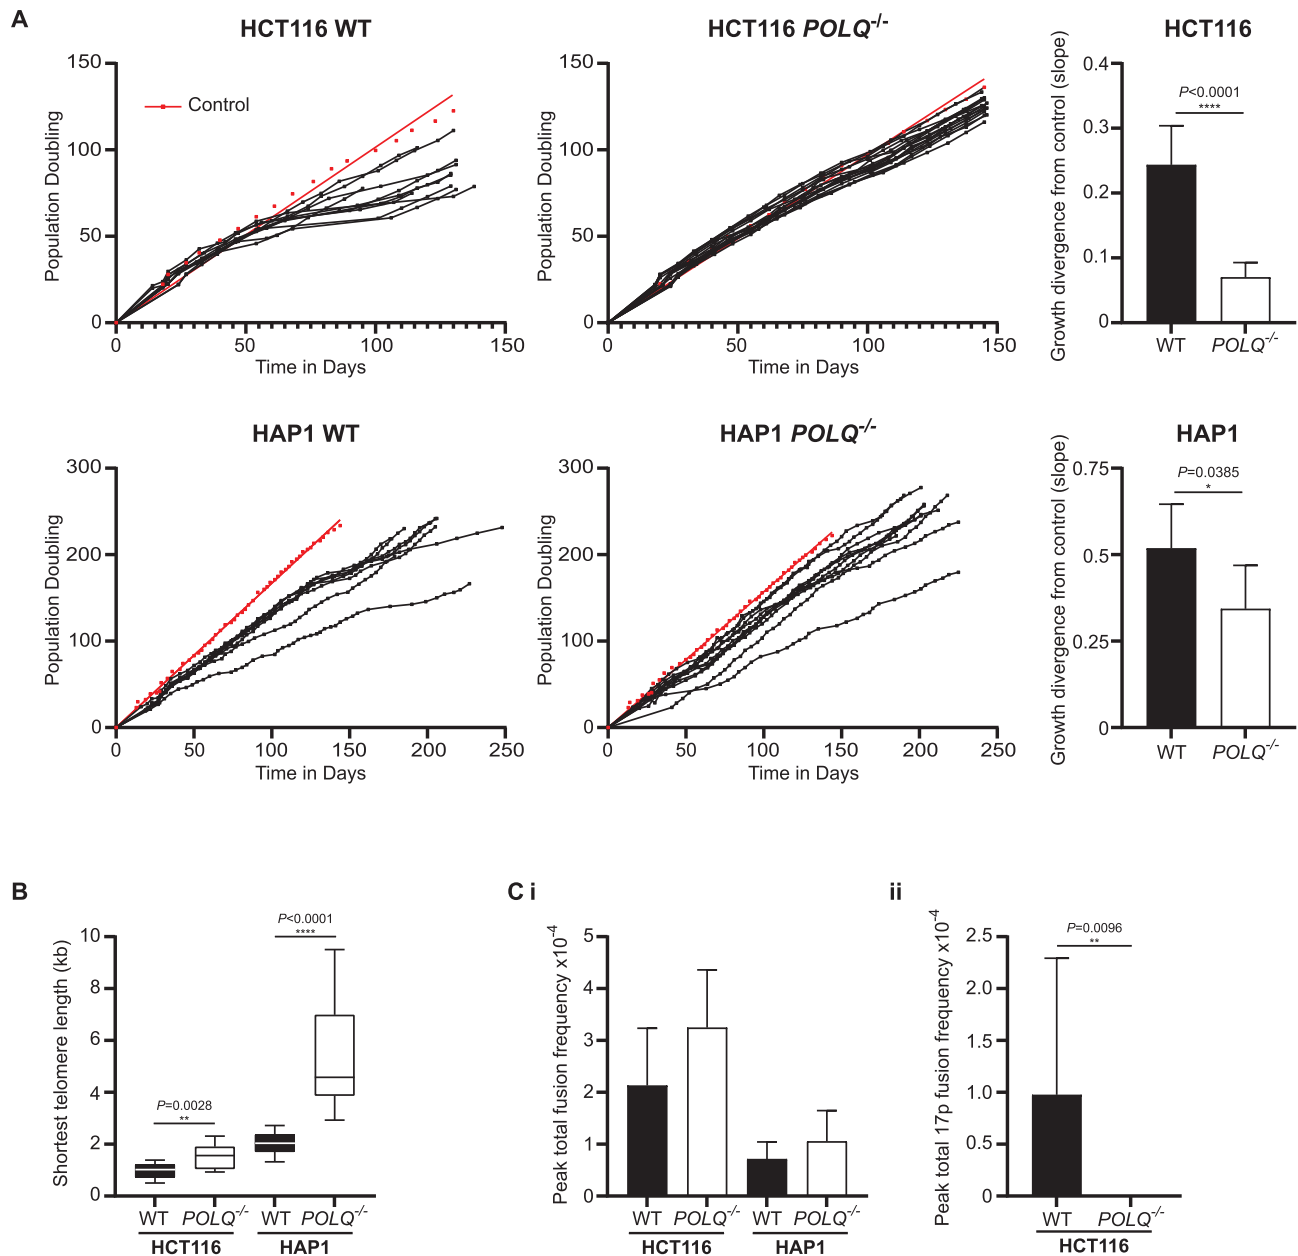 A
HCT116 WT
HCT116 POLQ-/-
HCT116
Population Doubling
150
100
50
0
Control
0
50
100
150
Time in Days
Population Doubling
150
100
50
0
0
50
100
150
Time in Days
Growth divergence from control (slope)
0.4
0.3
0.2
0.1
0
P<0.0001
****
WT
POLQ-/-
HAP1 WT
HAP1 POLQ-/-
HAP1
Population Doubling
300
200
100
0
0
50
100
150
200
250
Time in Days
Population Doubling
300
200
100
0
0
50
100
150
200
250
Time in Days
Growth divergence from control (slope)
0.75
0.5
0.25
0
P=0.0385
*
WT
POLQ-/-
B
Shortest telomere length (kb)
10
8
6
4
2
0
P=0.0028
**
P<0.0001
****
WT
POLQ-/-
WT
POLQ-/-
HCT116
HAP1
C i
Peak total fusion frequency x10-4
5
4
3
2
1
0
WT
POLQ-/-
WT
POLQ-/-
HCT116
HAP1
ii
Peak total 17p fusion frequency x10-4
2.5
2.0
1.5
1.0
0.5
0
P=0.0096
**
WT
POLQ-/-
HCT116